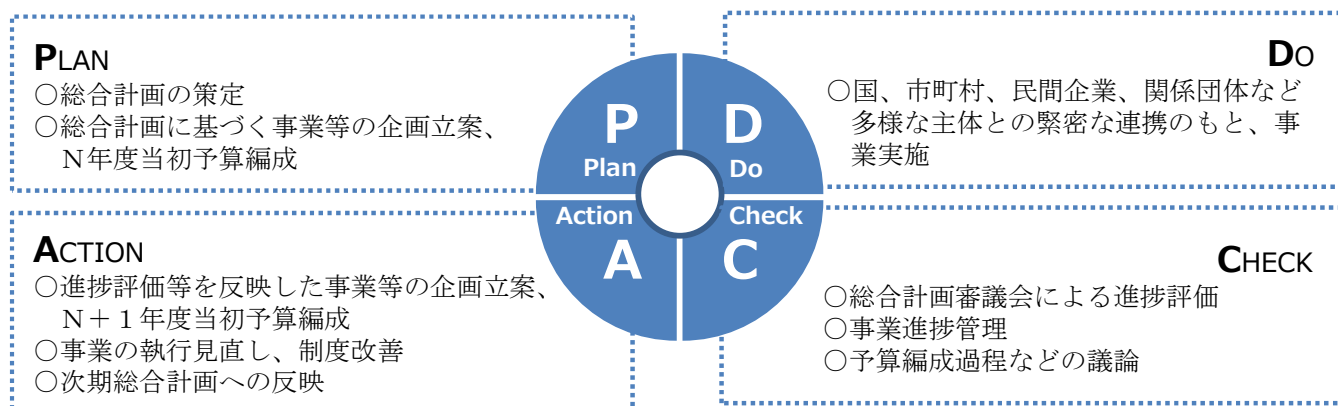 PLAN
○総合計画の策定
○総合計画に基づく事業等の企画立案、
N年度当初予算編成
P
Plan
D
Do
DO
○国、市町村、民間企業、関係団体など
多様な主体との緊密な連携のもと、事
業実施
ACTION
○進捗評価等を反映した事業等の企画立案、
N＋1年度当初予算編成
○事業の執行見直し、制度改善
○次期総合計画への反映
Action
A
Check
C
CHECK
○総合計画審議会による進捗評価
○事業進捗管理
○予算編成過程などの議論